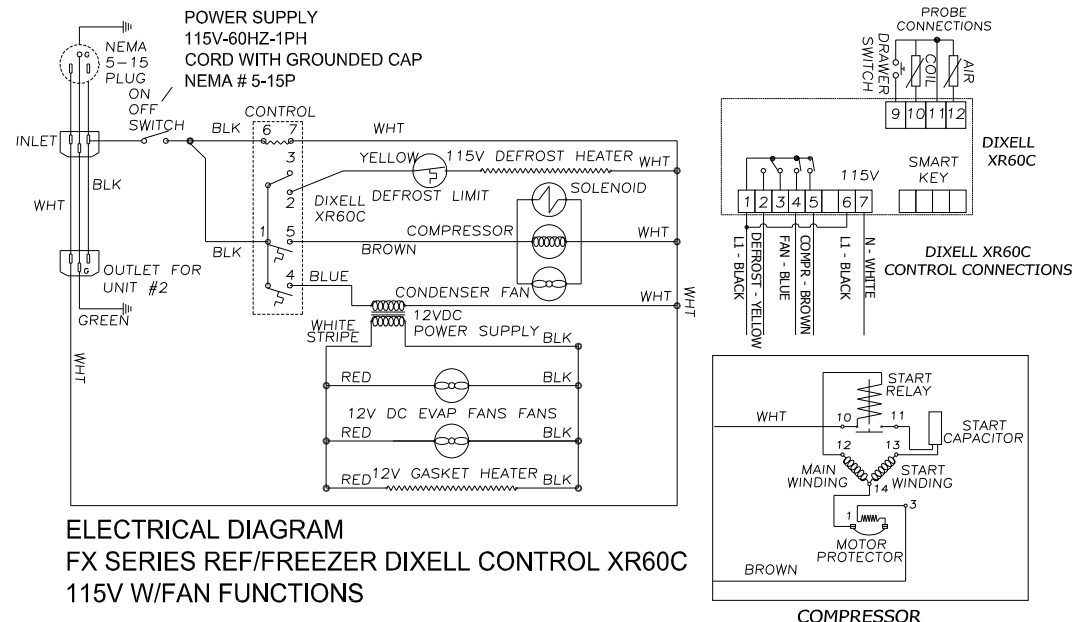 POWER SUPPLY
115V-60HZ-1PH
CORD WITH GROUNDED CAP
NEMA # 5-15P
G
NEMA
5-15
PLUG
ON
OFF
SWITCH
INLET
BLK
WHT
BLK
CONTROL
6 7
WHT
3
YELLOW
115V DEFROST HEATER
WHT
DEFROST LIMIT
2
DIXELL
XR60C
SOLENOID
1
5
COMPRESSOR
WHT
BLK
BROWN
4
BLUE
CONDENSER FAN
WHT
WHT
G
OUTLET FOR
UNIT #2
GREEN
WHT
12VDC
POWER SUPPLY
WHITE
STRIPE
BLK
RED
BLK
12V DC EVAP FANS FANS
RED
BLK
RED
12V GASKET HEATER
BLK
PROBE
CONNECTIONS
DRAWER
SWITCH
COIL
AIR
9 10 11 12
DIXELL
XR60C
SMART
KEY
115V
1 2 3 4 5 6 7
L1 - BLACK
DEFROST - YELLOW
FAN - BLUE
COMPR - BROWN
L1 - BLACK
N - WHITE
DIXELL XR60C
CONTROL CONNECTIONS
START
RELAY
WHT
10
11
START
CAPACITOR
12
13
MAIN
WINDING
START
WINDING
14
3
1
MOTOR
PROTECTOR
BROWN
COMPRESSOR
ELECTRICAL DIAGRAM
FX SERIES REF/FREEZER DIXELL CONTROL XR60C
115V W/FAN FUNCTIONS